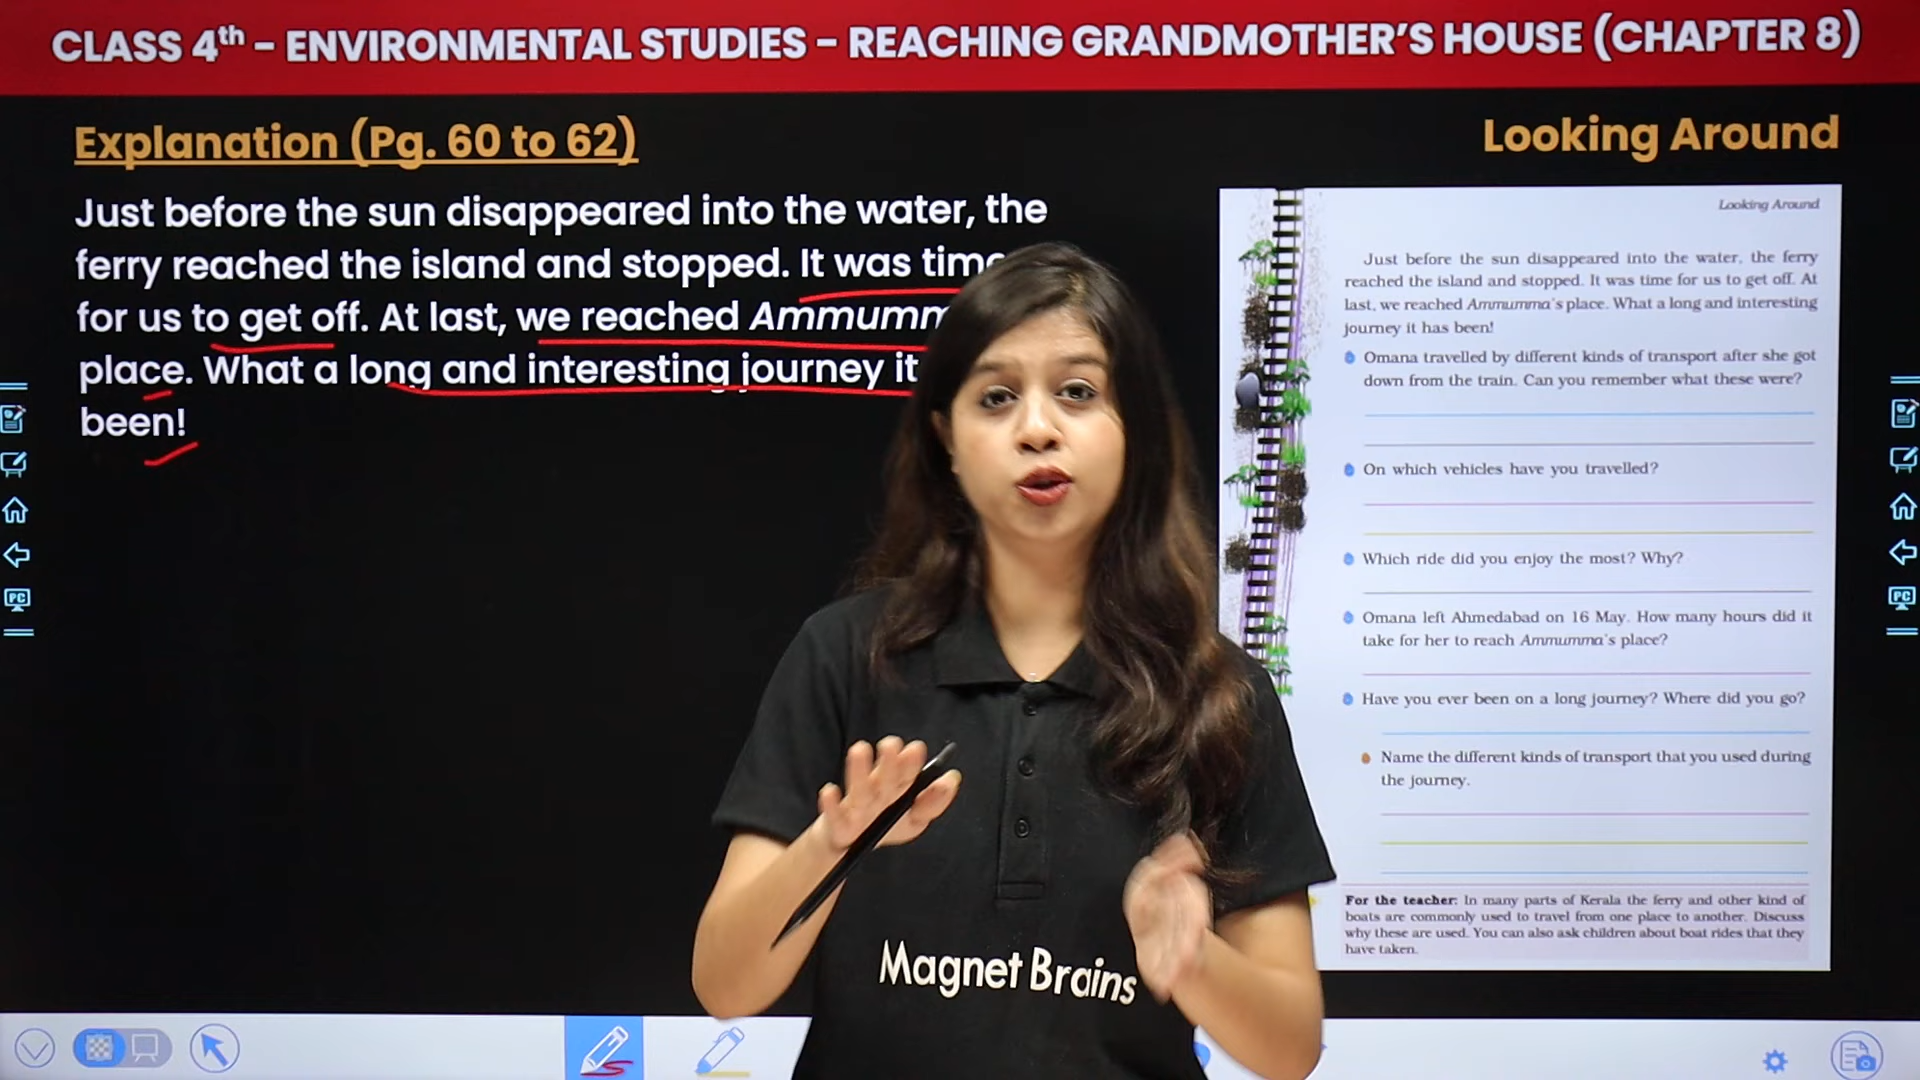 CLASS 4th – ENVIRONMENTAL STUDIES – REACHING GRANDMOTHER'S HOUSE (CHAPTER 8)
Explanation (Pg. 60 to 62)
Just before the sun disappeared into the water, the
ferry reached the island and stopped. It was time
for us to get off. At last, we reached Ammumm
place. What a long and interesting journey it
been!
Looking Around
Looking Around
Just before the sun disappeared into the water, the ferry
reached the island and stopped. It was time for us to get off. At
last, we reached Ammumma's place. What a long and interesting
journey it has been!
Omana travelled by different kinds of transport after she got
down from the train. Can you remember what these were?
On which vehicles have you travelled?
Which ride did you enjoy the most? Why?
Omana left Ahmedabad on 16 May. How many hours did it
take for her to reach Ammumma's place?
Have you ever been on a long journey? Where did you go?
Name the different kinds of transport that you used during
the journey.
For the teacher: In many parts of Kerala the ferry and other kind of
boats are commonly used to travel from one place to another. Discuss
why these are used. You can also ask children about boat rides that they
have taken.
Magnet Brains
PC
PC